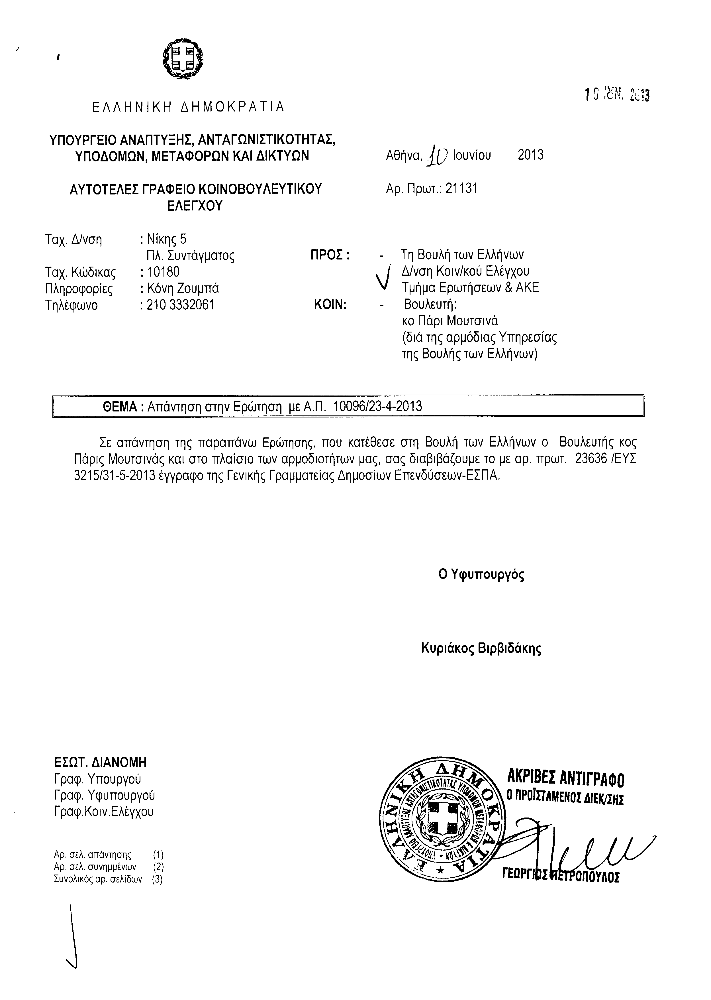 10 ΙΟΥΝ. 2013
ΕΛΛΗΝΙΚΗ ΔΗΜΟΚΡΑΤΙΑ
ΥΠΟΥΡΓΕΙΟ ΑΝΑΠΤΥΞΗΣ, ΑΝΤΑΓΩΝΙΣΤΙΚΟΤΗΤΑΣ,
ΥΠΟΔΟΜΩΝ, ΜΕΤΑΦΟΡΩΝ ΚΑΙ ΔΙΚΤΥΩΝ
Αθήνα, 10 Ιουνίου 2013
ΑΥΤΟΤΕΛΕΣ ΓΡΑΦΕΙΟ ΚΟΙΝΟΒΟΥΛΕΥΤΙΚΟΥ
ΕΛΕΓΧΟΥ
Αρ. Πρωτ.: 21131
Ταχ. Δ/νση : Νίκης 5
Πλ. Συντάγματος
Ταχ. Κώδικας : 10180
Πληροφορίες : Κόνη Ζουμπά
Τηλέφωνο : 210 3332061
ΠΡΟΣ : - Τη Βουλή των Ελλήνων
Δ/νση Κοιν/κού Ελέγχου
Τμήμα Ερωτήσεων & ΑΚΕ
ΚΟΙΝ: - Βουλευτή:
κο Πάρι Μουτσινά
(διά της αρμόδιας Υπηρεσίας
της Βουλής των Ελλήνων)
ΘΕΜΑ : Απάντηση στην Ερώτηση με Α.Π. 10096/23-4-2013
Σε απάντηση της παραπάνω Ερώτησης, που κατέθεσε στη Βουλή των Ελλήνων ο Βουλευτής κος
Πάρις Μουτσινάς και στο πλαίσιο των αρμοδιοτήτων μας, σας διαβιβάζουμε το με αρ. πρωτ. 23636 /ΕΥΣ
3215/31-5-2013 έγγραφο της Γενικής Γραμματείας Δημοσίων Επενδύσεων-ΕΣΠΑ.
Ο Υφυπουργός
Κυριάκος Βιρβιδάκης
ΕΣΩΤ. ΔΙΑΝΟΜΗ
Γραφ. Υπουργού
Γραφ. Υφυπουργού
Γραφ.Κοιν.Ελέγχου
Αρ. σελ. απάντησης (1)
Αρ. σελ. συνημμένων (2)
Συνολικός αρ. σελίδων (3)
ΕΛΛΗΝΙΚΗ ΔΗΜΟΚΡΑΤΙΑ
ΥΠΟΥΡΓΕΙΟ ΑΝΑΠΤΥΞΗΣ ΑΝΤΑΓΩΝΙΣΤΙΚΟΤΗΤΑΣ ΥΠΟΔΟΜΩΝ ΜΕΤΑΦΟΡΩΝ & ΔΙΚΤΥΩΝ
ΑΚΡΙΒΕΣ ΑΝΤΙΓΡΑΦΟ
Ο ΠΡΟΪΣΤΑΜΕΝΟΣ ΔΙΕΚ/ΣΗΣ
ΓΕΩΡΓΙΟΣ ΠΕΤΡΟΠΟΥΛΟΣ